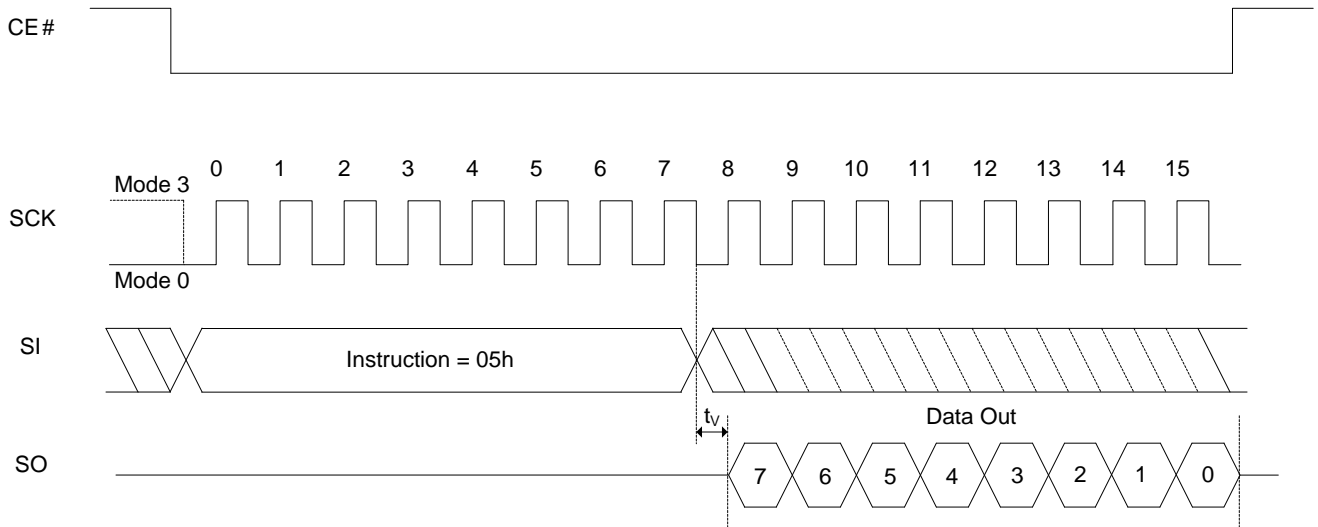 CE#
0 1 2 3 4 5 6 7 8 9 10 11 12 13 14 15
Mode 3
SCK
Mode 0
SI
Instruction = 05h
tV
Data Out
SO
7 6 5 4 3 2 1 0